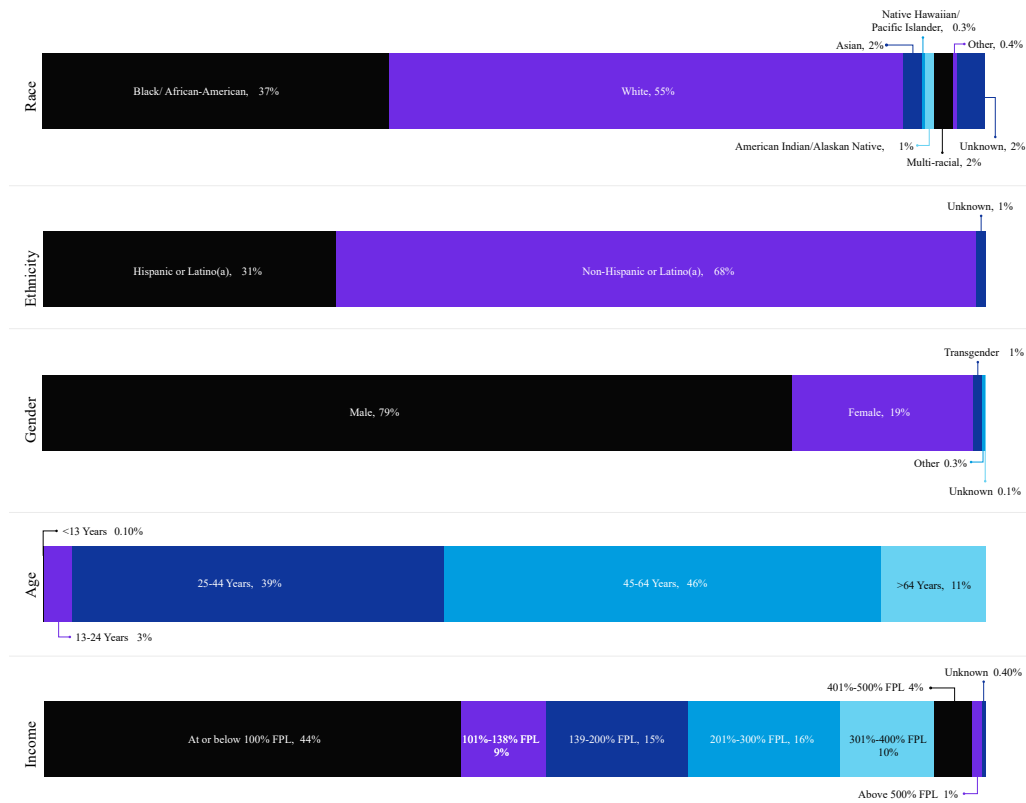 Native Hawaiian/
Pacific Islander, 0.3%
Asian, 2%
Other, 0.4%
Race
Black/ African-American, 37%
White, 55%
American Indian/Alaskan Native, 1%
Unknown, 2%
Multi-racial, 2%
Unknown, 1%
Ethnicity
Hispanic or Latino(a), 31%
Non-Hispanic or Latino(a), 68%
Transgender 1%
Gender
Male, 79%
Female, 19%
Other 0.3%
Unknown 0.1%
<13 Years 0.10%
Age
25-44 Years, 39%
45-64 Years, 46%
>64 Years, 11%
13-24 Years 3%
Unknown 0.40%
401%-500% FPL 4%
Income
At or below 100% FPL, 44%
101%-138% FPL
9%
139-200% FPL, 15%
201%-300% FPL, 16%
301%-400% FPL
10%
Above 500% FPL 1%